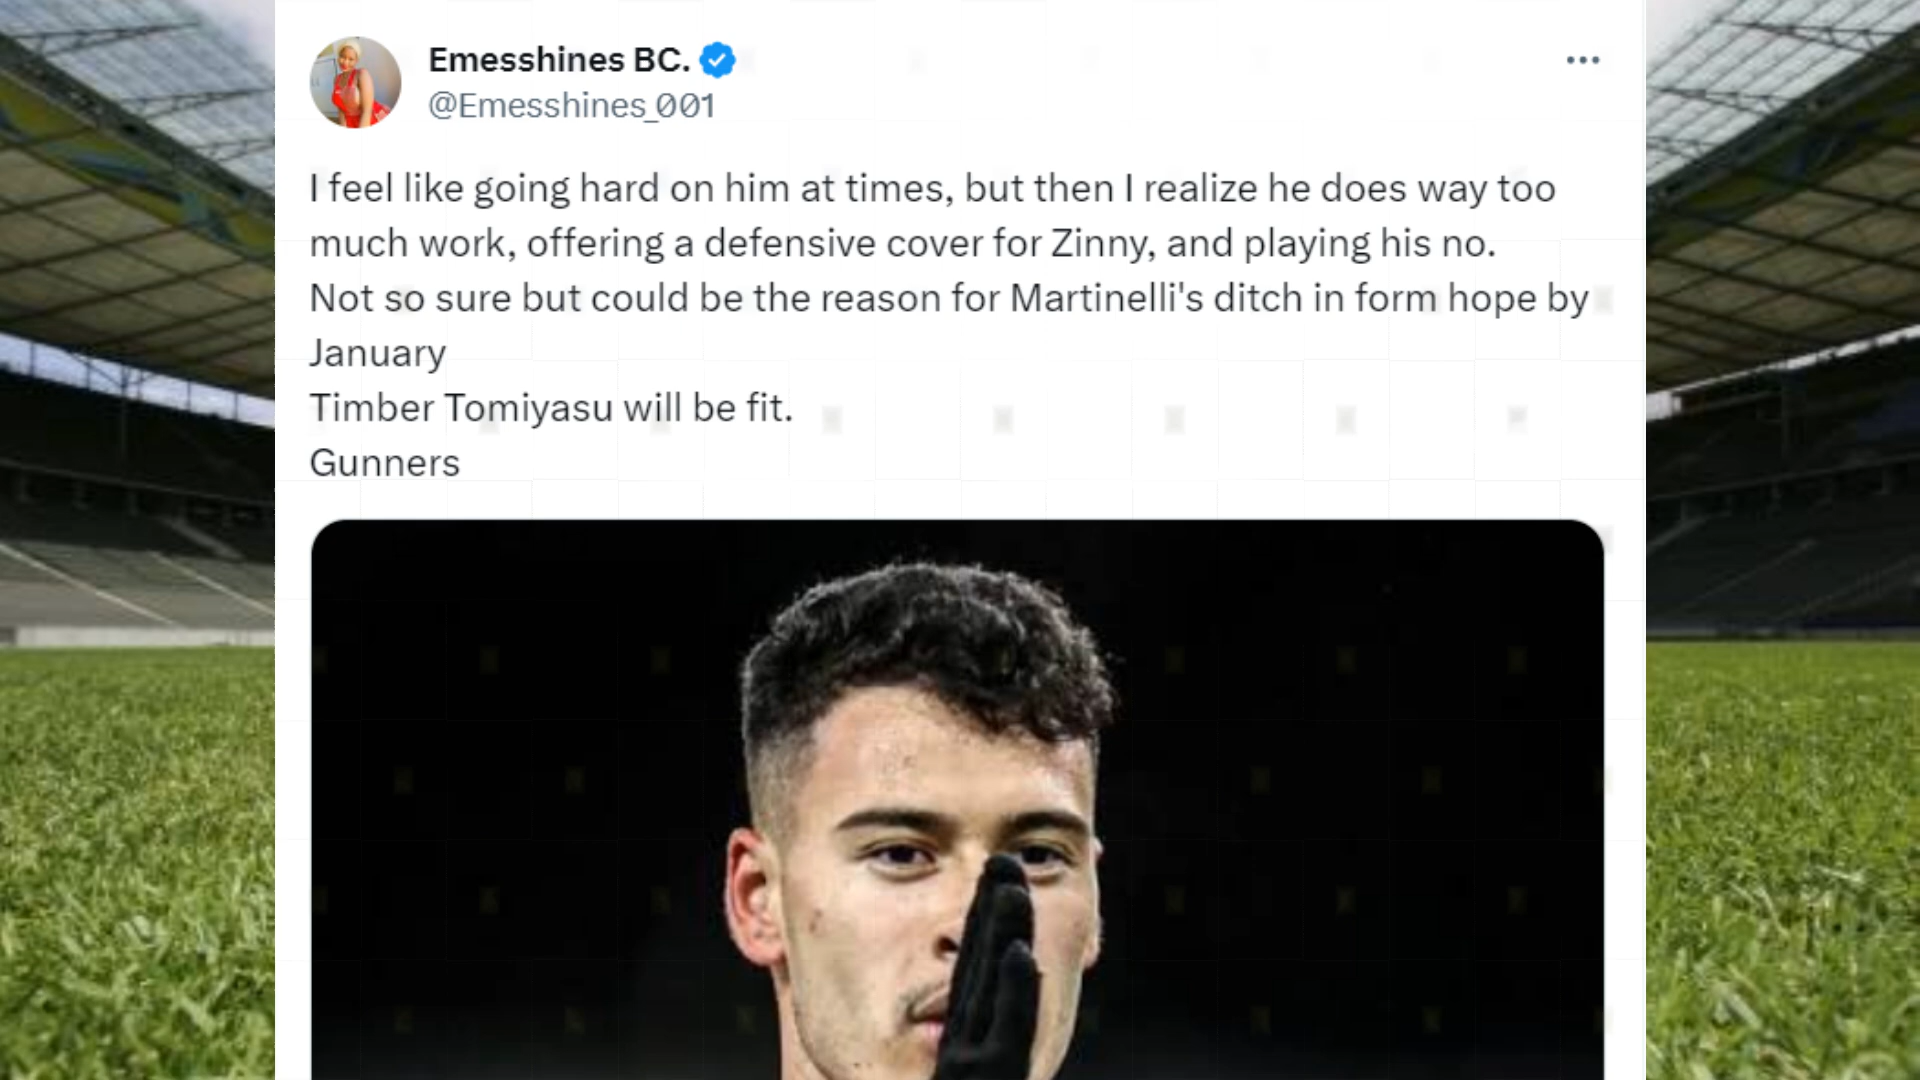 Emesshines BC.
@Emesshines_001
I feel like going hard on him at times, but then I realize he does way too
much work, offering a defensive cover for Zinny, and playing his no.
Not so sure but could be the reason for Martinelli's ditch in form hope by
January
Timber Tomiyasu will be fit.
Gunners